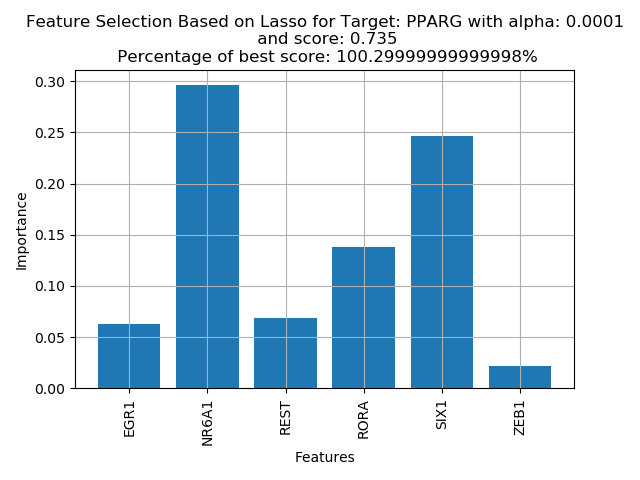 Feature Selection Based on Lasso for Target: PPARG with alpha: 0.0001
and score: 0.735
Percentage of best score: 100.29999999999998%
0.30
0.25
0.20
0.15
0.10
0.05
0.00
Importance
EGR1
NR6A1
REST
RORA
SIX1
ZEB1
Features